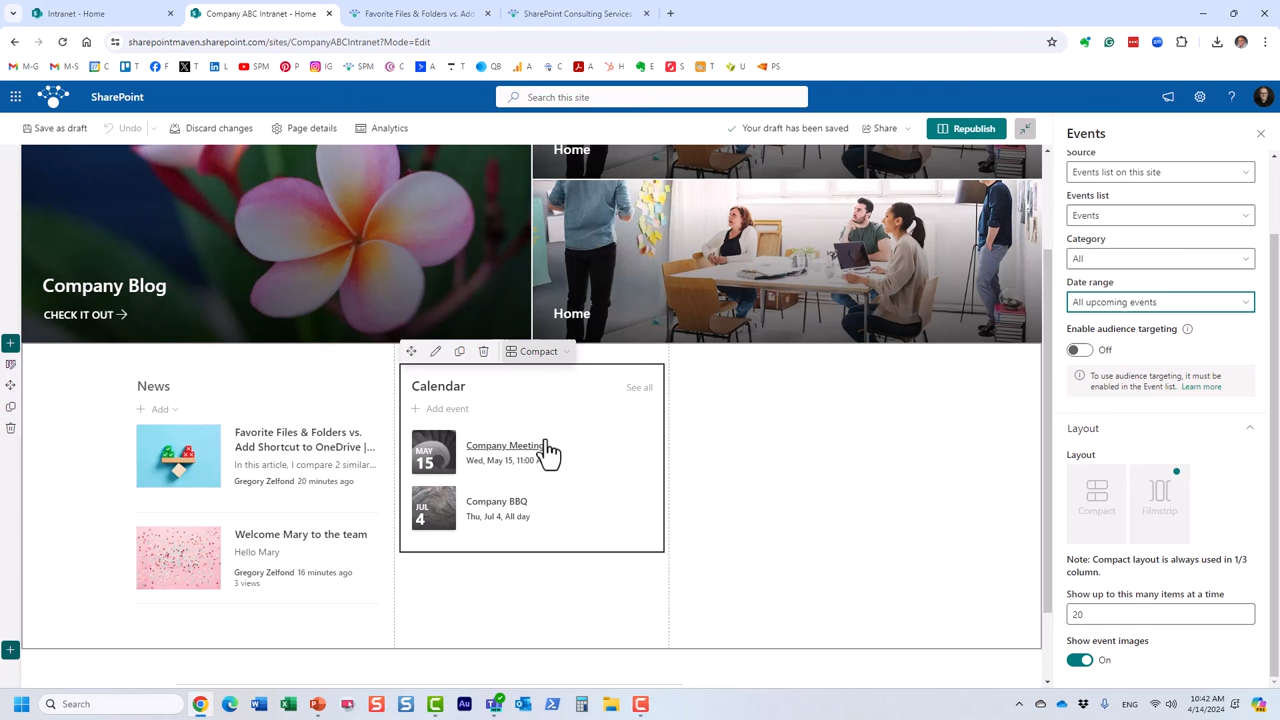 Intranet - Home
Company ABC Intranet - Home
Favorite Files & Folders vs. Add
SharePoint Consulting Services
sharepointmaven.sharepoint.com/sites/CompanyABCIntranet?Mode=Edit
M-G
M-S
C
T
F
X
LI
YT
SPM
P
IG
SPM
C
A
T
QB
A
C
A
H
E
S
T
U
PS
SharePoint
Search this site
Save as draft
Undo
Discard changes
Page details
Analytics
Your draft has been saved
Share
Republish
Home
Company Blog
CHECK IT OUT
Home
Compact
News
Add
Favorite Files & Folders vs.
Add Shortcut to OneDrive |...
In this article, I compare 2 similar...
Gregory Zelfond 20 minutes ago
Welcome Mary to the team
Hello Mary
Gregory Zelfond 16 minutes ago
3 views
Calendar
See all
Add event
MAY
15
Company Meeting
Wed, May 15, 11:00
JUL
4
Company BBQ
Thu, Jul 4, All day
Events
Source
Events list on this site
Events list
Events
Category
All
Date range
All upcoming events
Enable audience targeting
Off
To use audience targeting, it must be
enabled in the Event list. Learn more
Layout
Layout
Compact
Filmstrip
Note: Compact layout is always used in 1/3
column.
Show up to this many items at a time
20
Show event images
On
Search
10:42 AM
4/14/2024